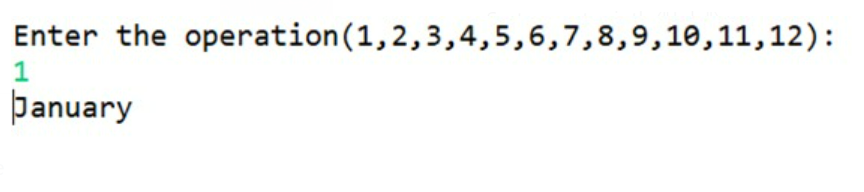 Enter the operation(1,2,3,4,5,6,7,8,9,10,11,12):
1
January